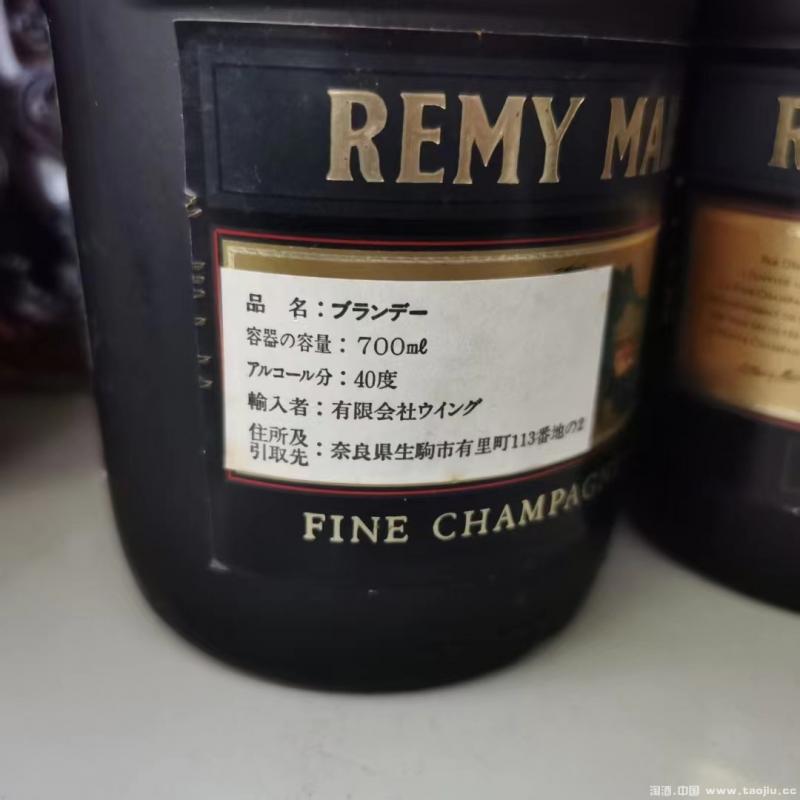 REMY MA
品 名：ブランデー
容器の容量：700mℓ
アルコール分：40度
輸入者：有限会社ウイング
住所及
引取先：奈良県生駒市有里町113番地の2
FINE CHAMPAGN
R
淘酒.中国 www.taojiu.cc